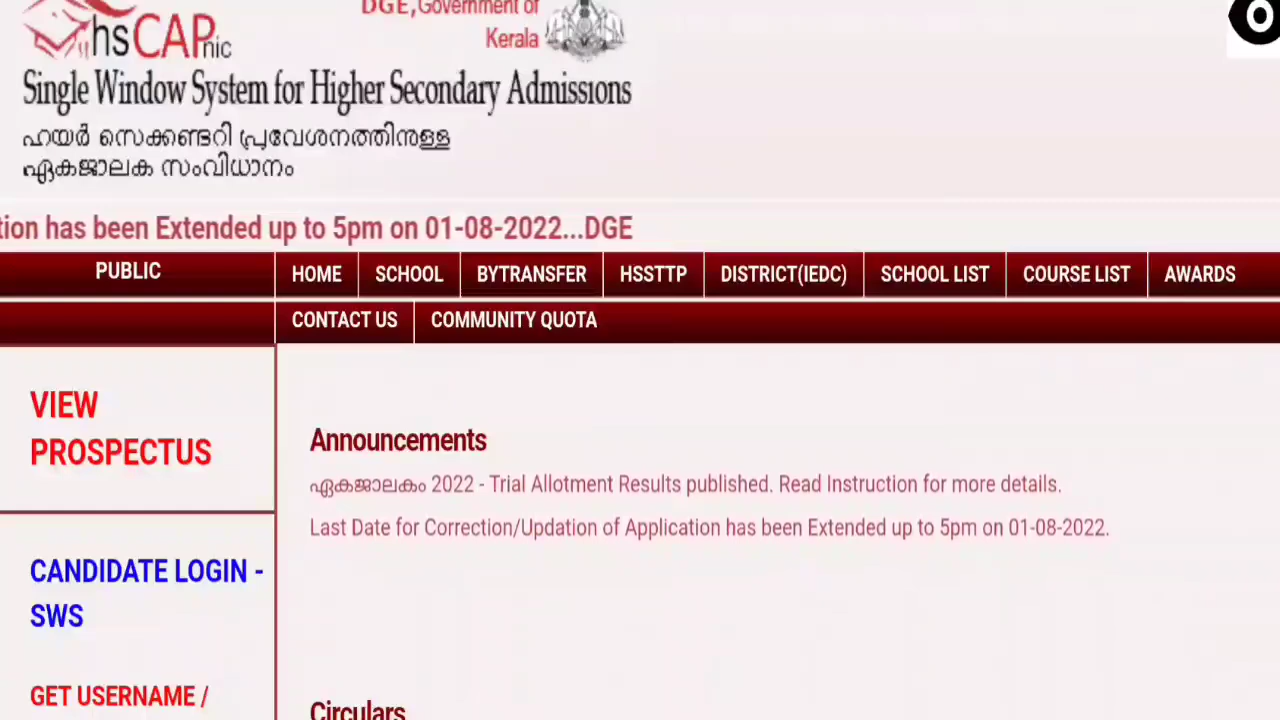 DGE, Government of
Kerala
hsCAP nic
Single Window System for Higher Secondary Admissions
ഹയർ സെക്കണ്ടറി പ്രവേശനത്തിനുള്ള
ഏകജാലക സംവിധാനം
tion has been Extended up to 5pm on 01-08-2022...DGE
PUBLIC HOME SCHOOL BYTRANSFER HSSTTP DISTRICT(IEDC) SCHOOL LIST COURSE LIST AWARDS
CONTACT US COMMUNITY QUOTA
VIEW
PROSPECTUS
CANDIDATE LOGIN -
SWS
GET USERNAME /
Announcements
ഏകജാലകം 2022 - Trial Allotment Results published. Read Instruction for more details.
Last Date for Correction/Updation of Application has been Extended up to 5pm on 01-08-2022.
Circulars